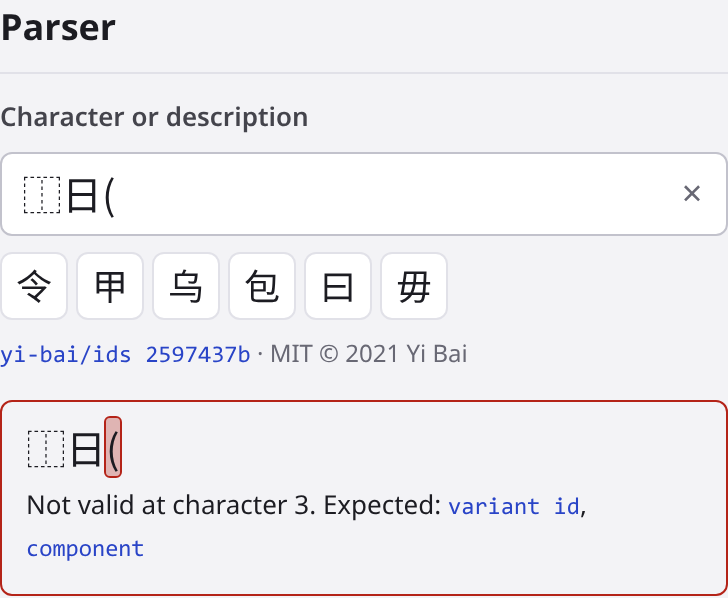 Parser
Character or description
⿰日(
×
令 甲 乌 包 曰 毋
yi-bai/ids 2597437b · MIT © 2021 Yi Bai
⿰日(
Not valid at character 3. Expected: variant id,
component